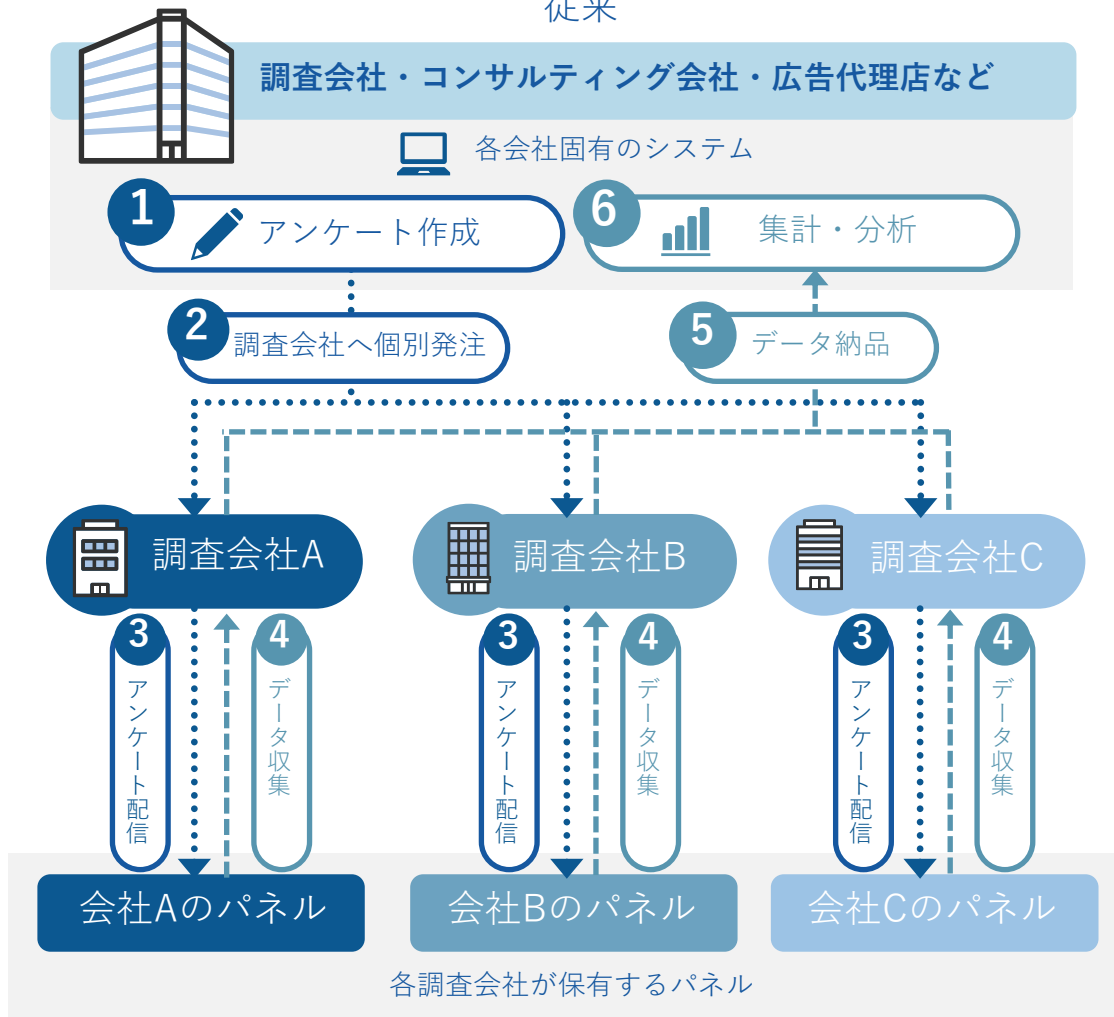 従来
調査会社・コンサルティング会社・広告代理店など
各会社固有のシステム
1
アンケート作成
6
集計・分析
2
調査会社へ個別発注
5
データ納品
調査会社A
調査会社B
調査会社C
3
アンケート配信
4
データ収集
3
アンケート配信
4
データ収集
3
アンケート配信
4
データ収集
会社Aのパネル
会社Bのパネル
会社Cのパネル
各調査会社が保有するパネル